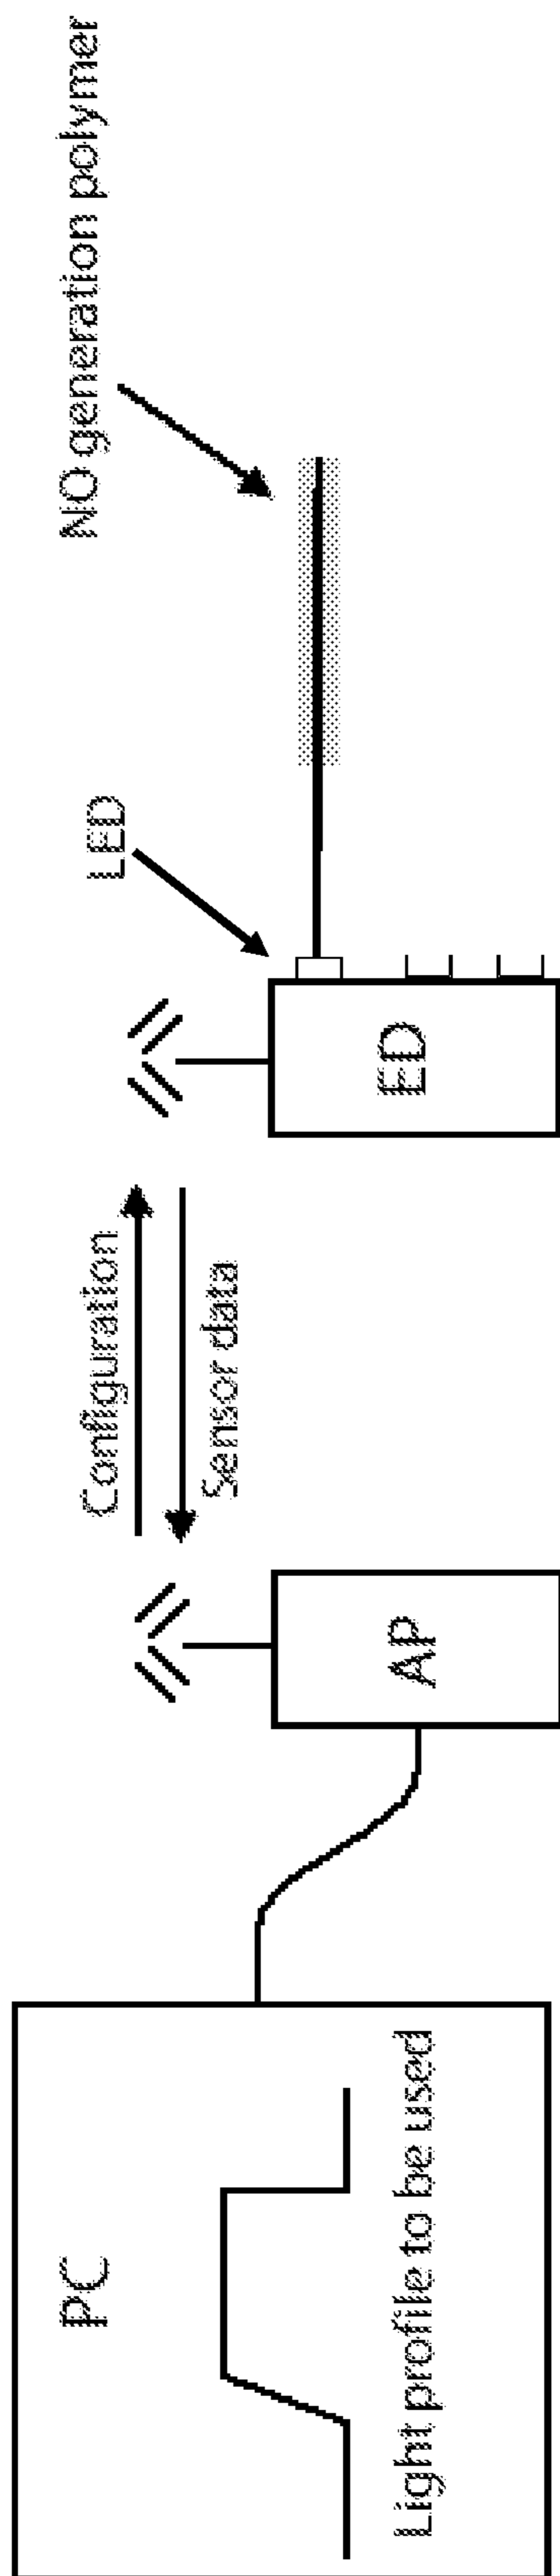 PC
Light profile to be used
AP
Configuration
Sensor data
ED
LED
NO generation polymer